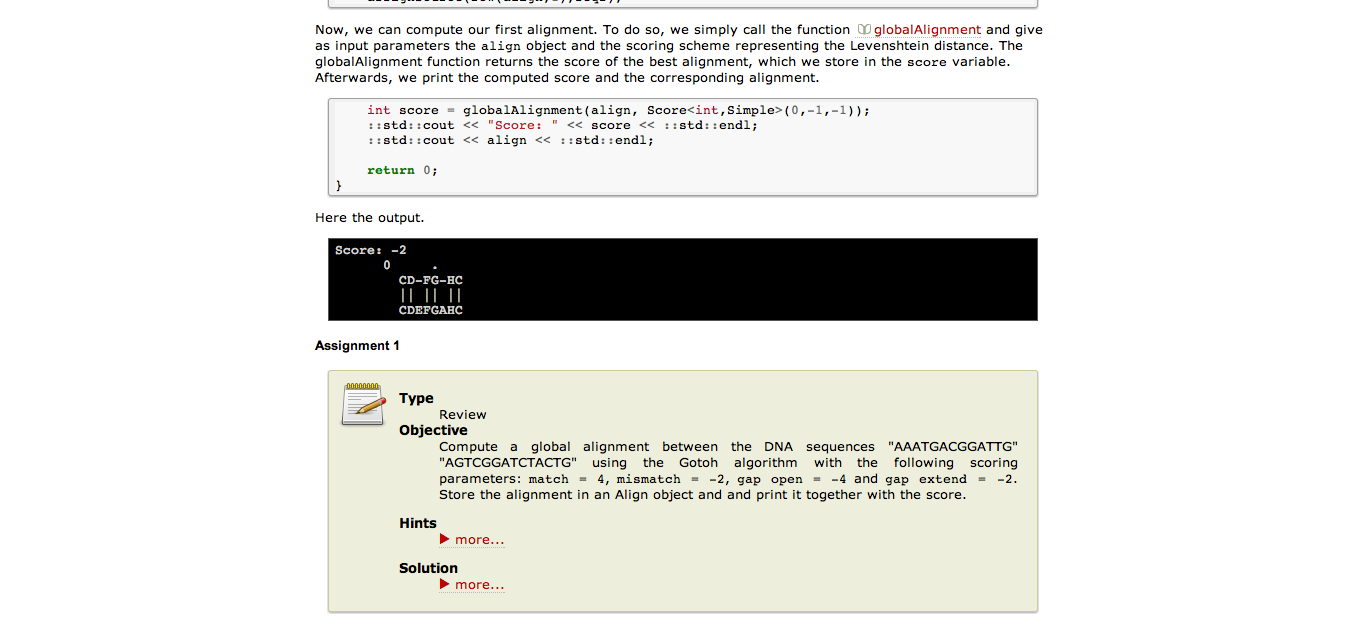 Now, we can compute our first alignment. To do so, we simply call the function globalAlignment and give
as input parameters the align object and the scoring scheme representing the Levenshtein distance. The
globalAlignment function returns the score of the best alignment, which we store in the score variable.
Afterwards, we print the computed score and the corresponding alignment.
int score = globalAlignment(align, Score<int,Simple>(0,-1,-1));
::std::cout << "Score: " << score << ::std::endl;
::std::cout << align << ::std::endl;
return 0;
}
Here the output.
Score: -2
0 .
CD-FG-HC
|| || ||
CDEFGAHC
Assignment 1
Type
Review
Objective
Compute a global alignment between the DNA sequences "AAATGACGGATTG"
"AGTCGGATCTACTG" using the Gotoh algorithm with the following scoring
parameters: match = 4, mismatch = -2, gap open = -4 and gap extend = -2.
Store the alignment in an Align object and and print it together with the score.
Hints
▶ more...
Solution
▶ more...